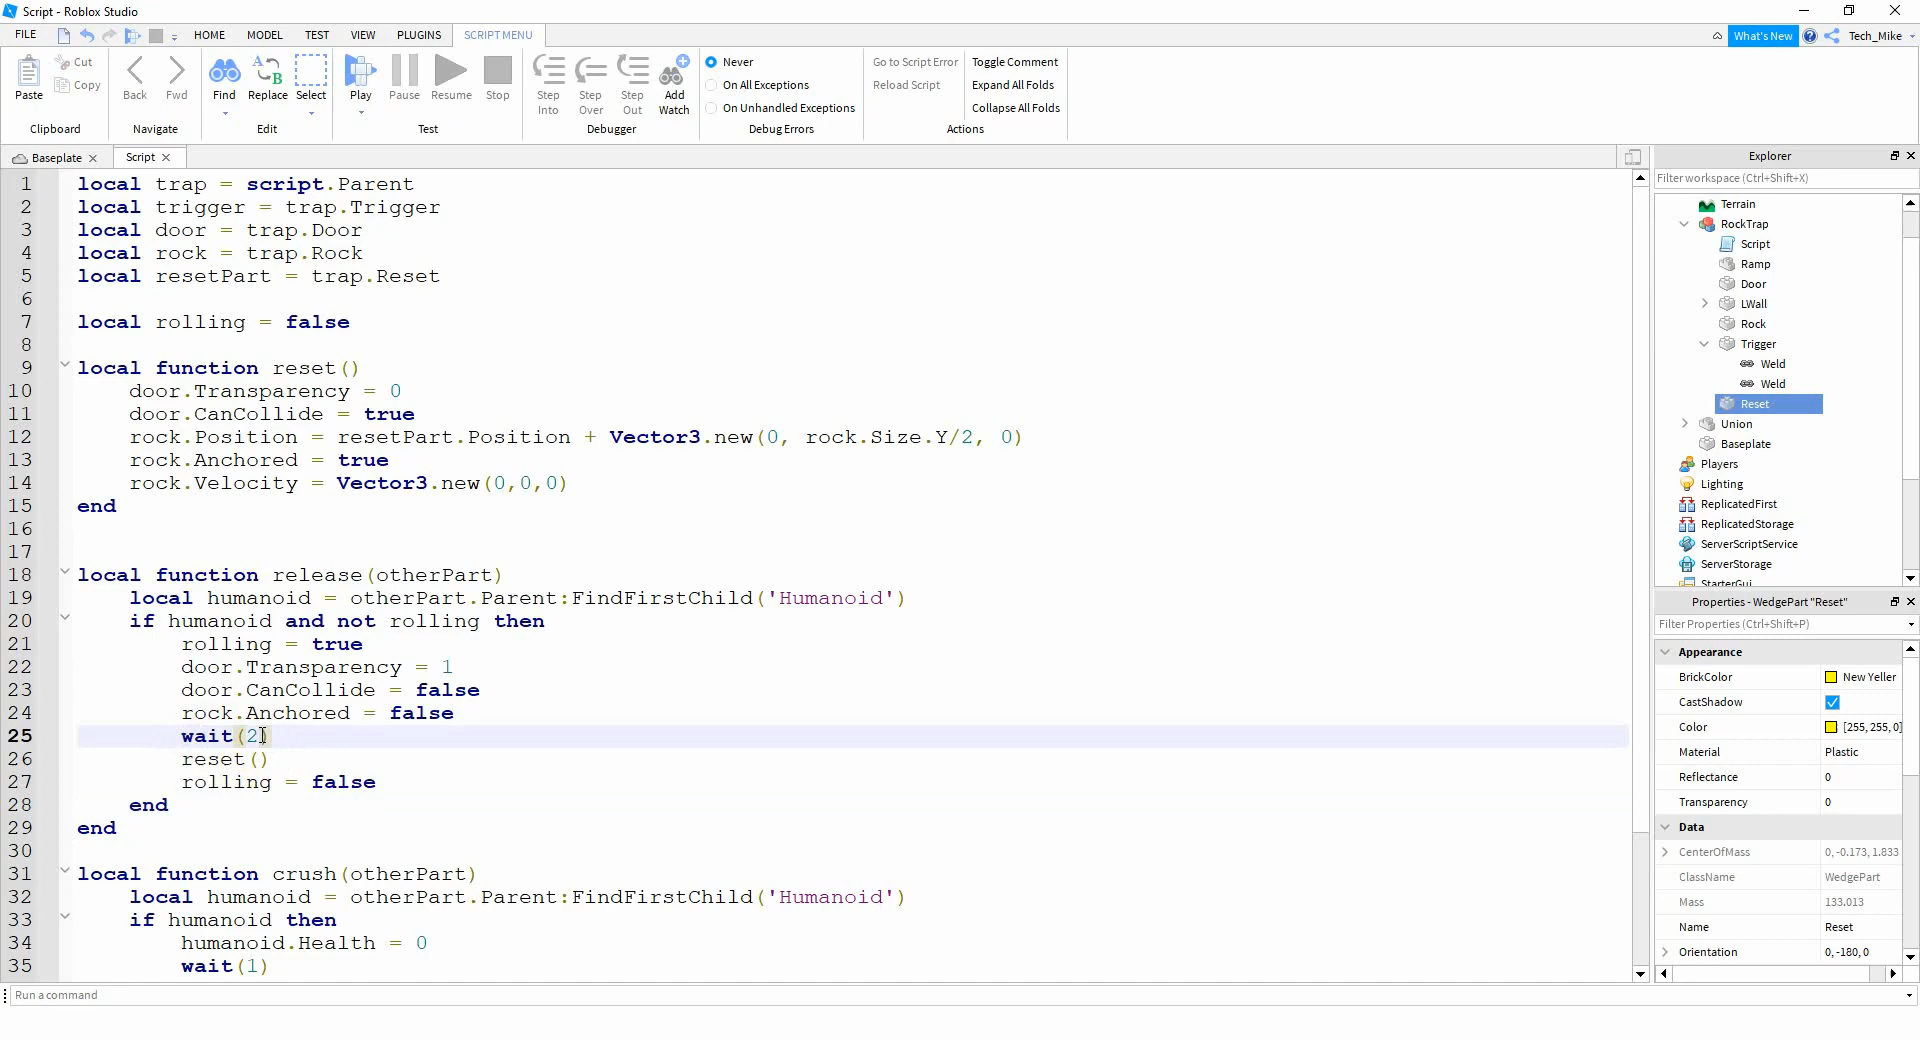 Script - Roblox Studio
FILE HOME MODEL TEST VIEW PLUGINS SCRIPT MENU What's New Tech_Mike
Paste Cut Copy Back Fwd Find Replace Select Play Pause Resume Stop Step Into Step Over Step Out Add Watch
Never
On All Exceptions
On Unhandled Exceptions
Go to Script Error
Reload Script
Toggle Comment
Expand All Folds
Collapse All Folds
Clipboard Navigate Edit Test Debugger Debug Errors Actions
Baseplate Script
1 local trap = script.Parent
2 local trigger = trap.Trigger
3 local door = trap.Door
4 local rock = trap.Rock
5 local resetPart = trap.Reset
6
7 local rolling = false
8
9 local function reset()
10 door.Transparency = 0
11 door.CanCollide = true
12 rock.Position = resetPart.Position + Vector3.new(0, rock.Size.Y/2, 0)
13 rock.Anchored = true
14 rock.Velocity = Vector3.new(0,0,0)
15 end
16
17
18 local function release(otherPart)
19 local humanoid = otherPart.Parent:FindFirstChild('Humanoid')
20 if humanoid and not rolling then
21 rolling = true
22 door.Transparency = 1
23 door.CanCollide = false
24 rock.Anchored = false
25 wait(2)
26 reset()
27 rolling = false
28 end
29 end
30
31 local function crush(otherPart)
32 local humanoid = otherPart.Parent:FindFirstChild('Humanoid')
33 if humanoid then
34 humanoid.Health = 0
35 wait(1)
Run a command
Explorer
Filter workspace (Ctrl+Shift+X)
Terrain
RockTrap
Script
Ramp
Door
LWall
Rock
Trigger
Weld
Weld
Reset
Union
Baseplate
Players
Lighting
ReplicatedFirst
ReplicatedStorage
ServerScriptService
ServerStorage
StarterGui
Properties - WedgePart "Reset"
Filter Properties (Ctrl+Shift+P)
Appearance
BrickColor New Yeller
CastShadow
Color [255, 255, 0]
Material Plastic
Reflectance 0
Transparency 0
Data
CenterOfMass 0, -0.173, 1.833
ClassName WedgePart
Mass 133.013
Name Reset
Orientation 0, -180, 0